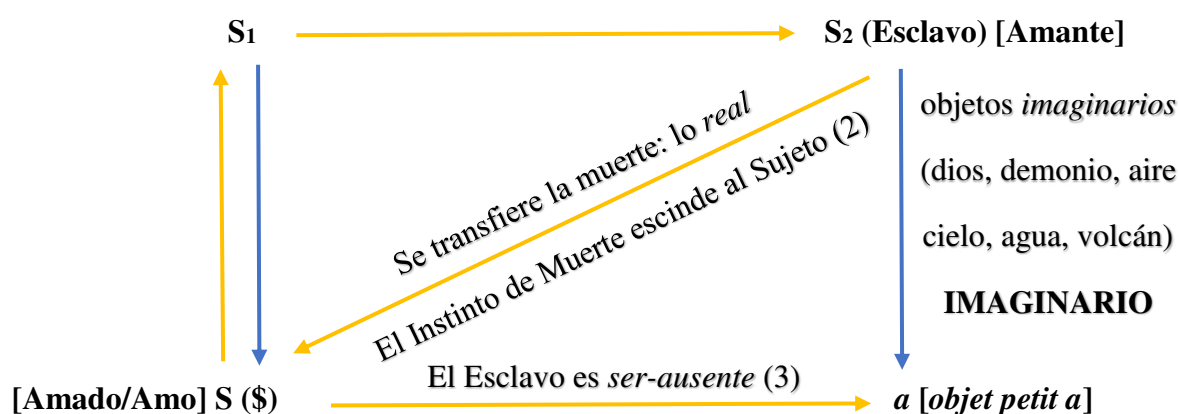 S1
S2 (Esclavo) [Amante]
Se transfiere la muerte: lo real
El Instinto de Muerte escinde al Sujeto (2)
objetos imaginarios
(dios, demonio, aire
cielo, agua, volcán)
IMAGINARIO
El Esclavo es ser-ausente (3)
[Amado/Amo] S ($)
a [objet petit a]